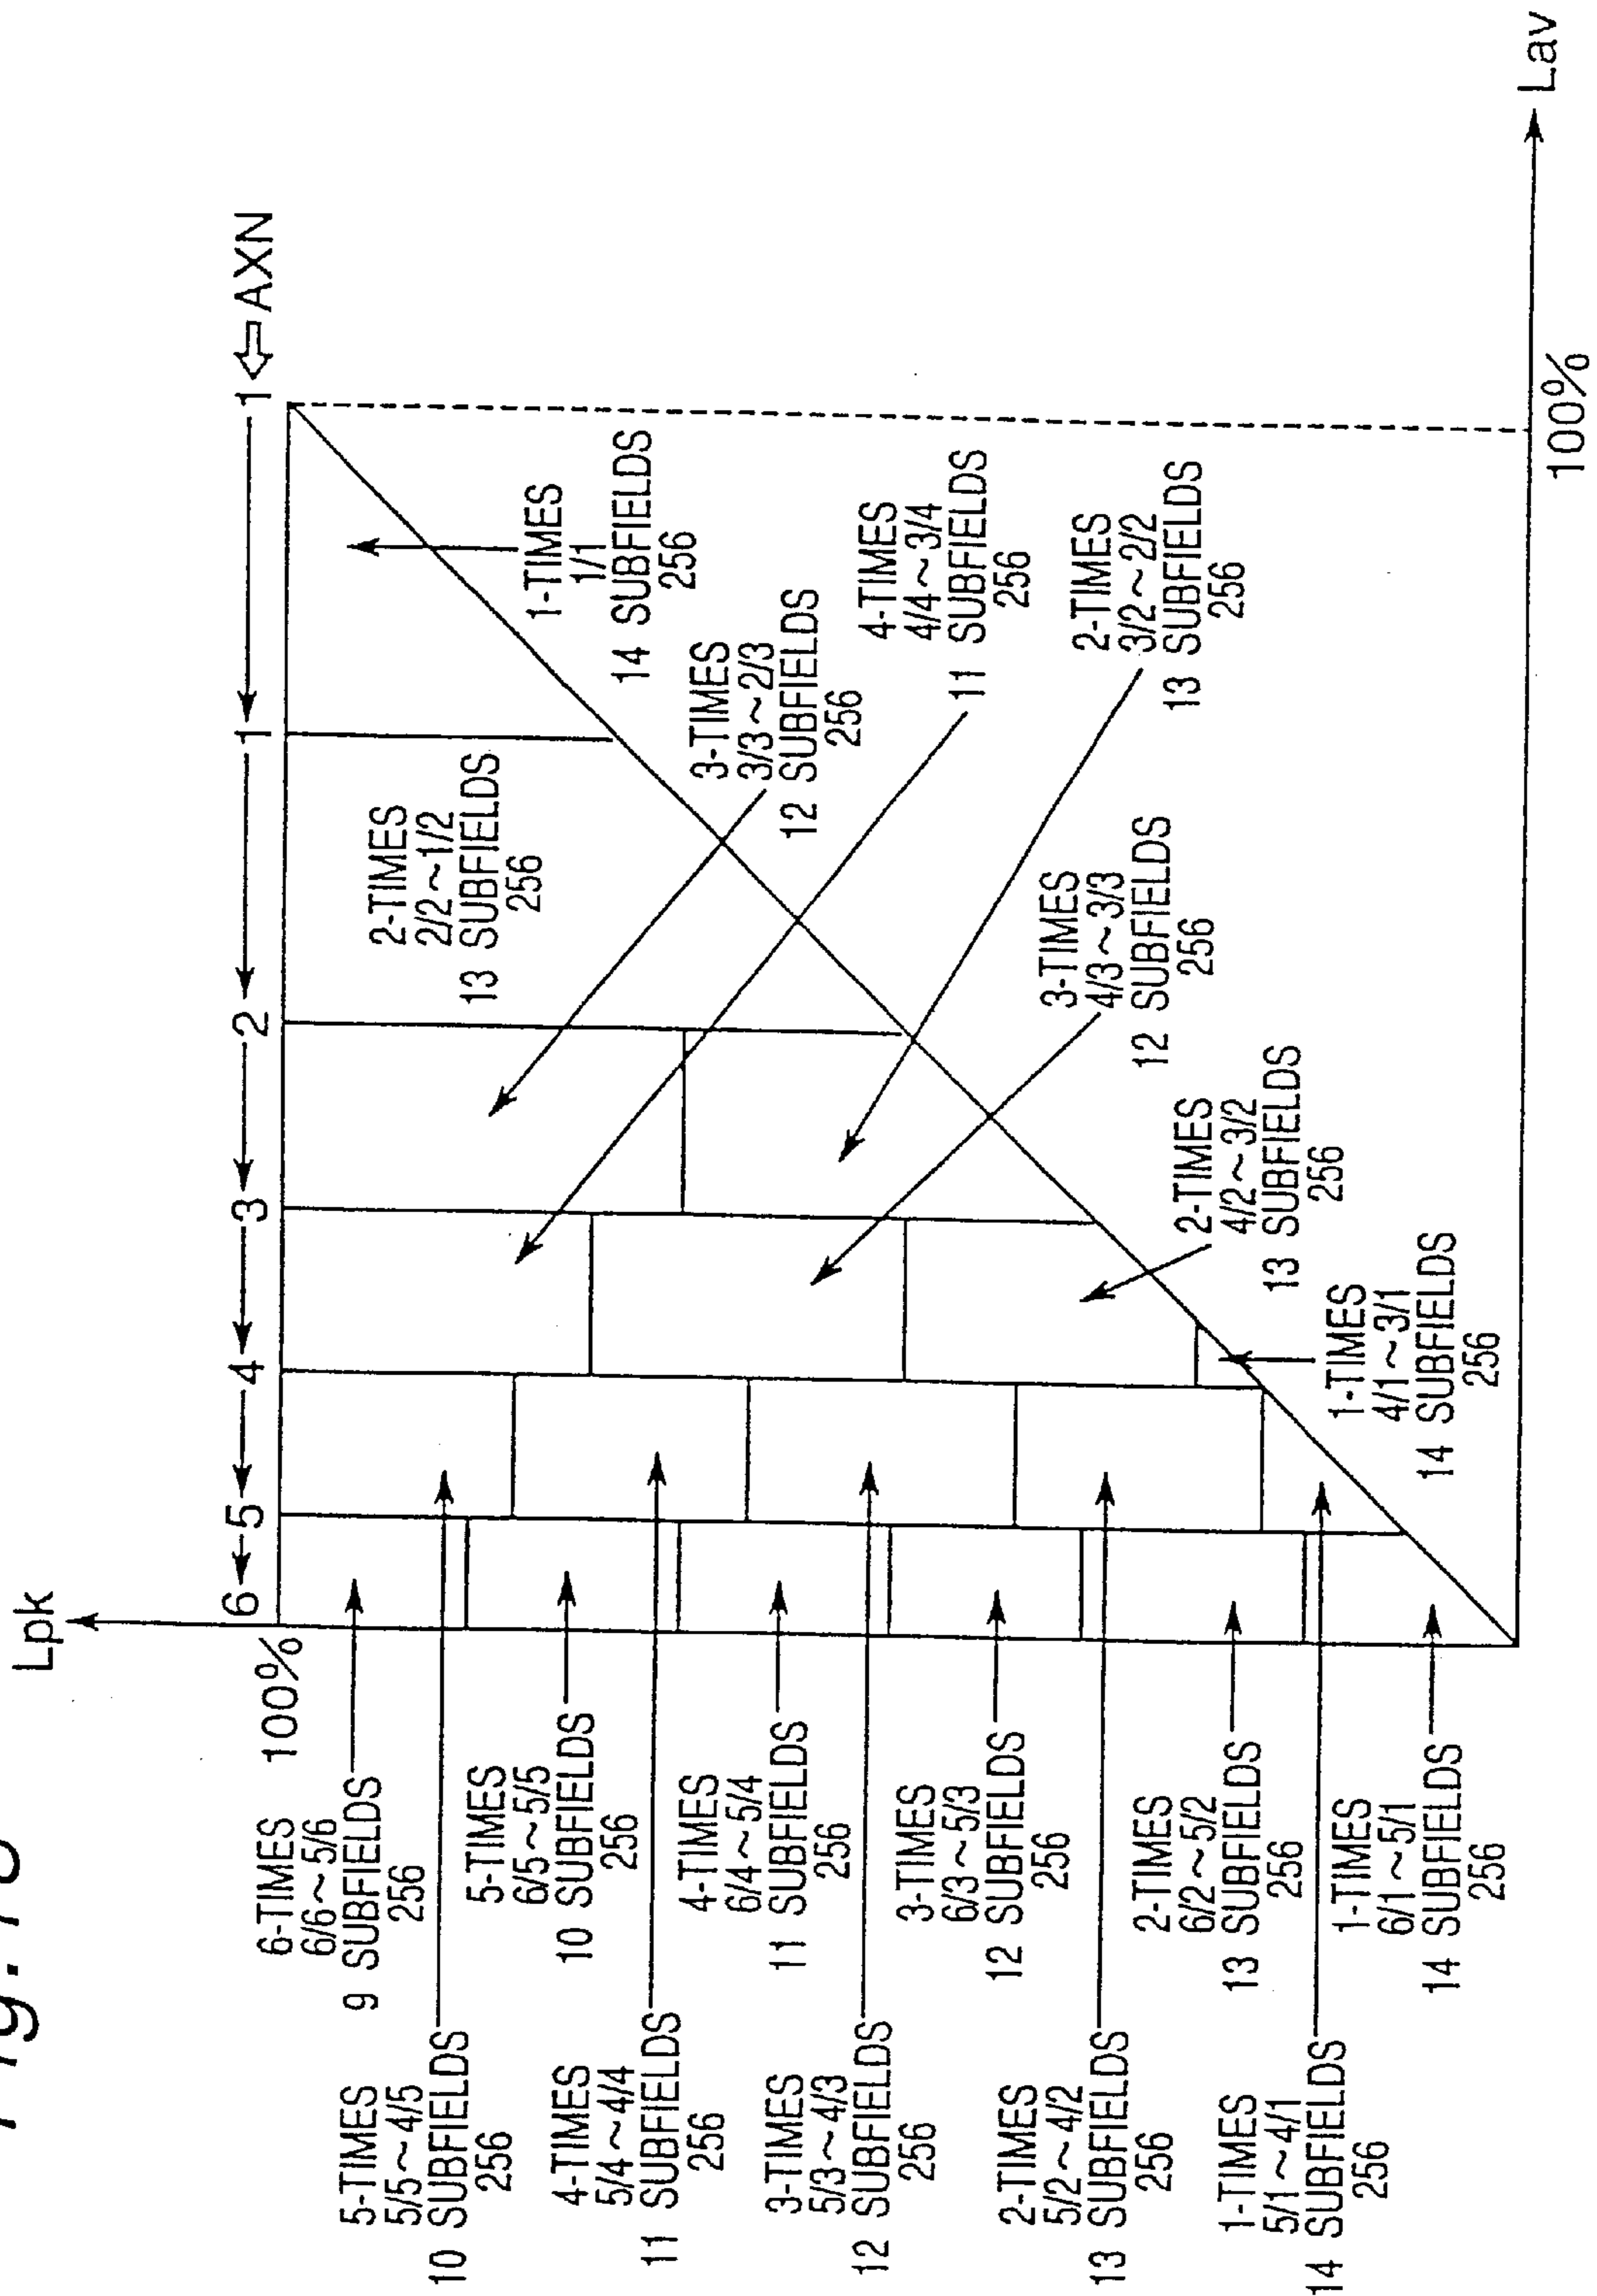 Fig.
Lpk
100%
6 5 4 3 2 1 1 AXN
6-TIMES
6/6~5/6
9 SUBFIELDS
256
5-TIMES
5/5~4/5
10 SUBFIELDS
256
5-TIMES
6/5~5/5
10 SUBFIELDS
256
4-TIMES
5/4~4/4
11 SUBFIELDS
256
4-TIMES
6/4~5/4
11 SUBFIELDS
256
3-TIMES
5/3~4/3
12 SUBFIELDS
256
3-TIMES
6/3~5/3
12 SUBFIELDS
256
2-TIMES
5/2~4/2
13 SUBFIELDS
256
2-TIMES
6/2~5/2
13 SUBFIELDS
256
1-TIMES
5/1~4/1
14 SUBFIELDS
256
1-TIMES
6/1~5/1
14 SUBFIELDS
256
2-TIMES
2/2~1/2
13 SUBFIELDS
256
1-TIMES
1/1
14 SUBFIELDS
256
3-TIMES
3/3~2/3
12 SUBFIELDS
256
4-TIMES
4/4~3/4
11 SUBFIELDS
256
2-TIMES
3/2~2/2
13 SUBFIELDS
256
3-TIMES
4/3~3/3
12 SUBFIELDS
256
2-TIMES
4/2~3/2
13 SUBFIELDS
256
1-TIMES
4/1~3/1
14 SUBFIELDS
256
100%
Lav